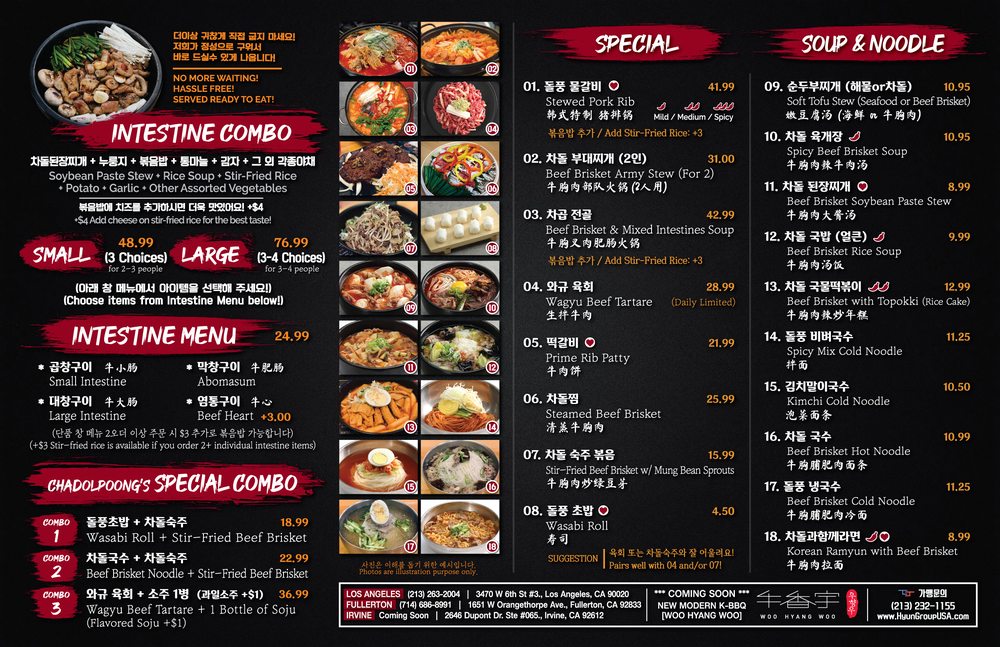 더이상 귀찮게 직접 굽지 마세요!
저희가 정성으로 구워서
바로 드실수 있게 나옵니다!
NO MORE WAITING!
HASSLE FREE!
SERVED READY TO EAT!
INTESTINE COMBO
차돌된장찌개 + 누룽지 + 볶음밥 + 통마늘 + 감자 + 그 외 각종야채
Soybean Paste Stew + Rice Soup + Stir-Fried Rice
+ Potato + Garlic + Other Assorted Vegetables
볶음밥에 치즈를 추가하시면 더욱 맛있어요! +$4
+$4 Add cheese on stir-fried rice for the best taste!
SMALL 48.99 (3 Choices) for 2-3 people
LARGE 76.99 (3-4 Choices) for 3-4 people
(아래 창 메뉴에서 아이템을 선택해 주세요!)
(Choose items from Intestine Menu below!)
INTESTINE MENU 24.99
* 곱창구이 牛小肠
Small Intestine
* 막창구이 牛肥肠
Abomasum
* 대창구이 牛大肠
Large Intestine
* 염통구이 牛心
Beef Heart +3.00
(단품 창 메뉴 2오더 이상 주문 시 $3 추가로 볶음밥 가능합니다)
(+$3 Stir-fried rice is available if you order 2+ individual intestine items)
CHADOLPOONG'S SPECIAL COMBO
COMBO 1 돌풍초밥 + 차돌숙주 18.99
Wasabi Roll + Stir-Fried Beef Brisket
COMBO 2 차돌국수 + 차돌숙주 22.99
Beef Brisket Noodle + Stir-Fried Beef Brisket
COMBO 3 와규 육회 + 소주 1병 (과일소주 +$1) 36.99
Wagyu Beef Tartare + 1 Bottle of Soju
(Flavored Soju +$1)
01 02
03 04
05 06
07 08
09 10
11 12
13 14
15 16
17 18
사진은 이해를 돕기 위한 예시입니다.
Photos are illustration purpose only.
SPECIAL
01. 돌풍 물갈비 41.99
Stewed Pork Rib
韩式特制 猪排锅 Mild / Medium / Spicy
볶음밥 추가 / Add Stir-Fried Rice: +3
02. 차돌 부대찌개 (2인) 31.00
Beef Brisket Army Stew (For 2)
牛胸肉部队火锅 (2人用)
03. 차곱 전골 42.99
Beef Brisket & Mixed Intestines Soup
牛胸叉肉肥肠火锅
볶음밥 추가 / Add Stir-Fried Rice: +3
04. 와규 육회 28.99
Wagyu Beef Tartare (Daily Limited)
生拌牛肉
05. 떡갈비 21.99
Prime Rib Patty
牛肉饼
06. 차돌찜 25.99
Steamed Beef Brisket
清蒸牛胸肉
07. 차돌 숙주 볶음 15.99
Stir-Fried Beef Brisket w/ Mung Bean Sprouts
牛胸肉炒绿豆芽
08. 돌풍 초밥 4.50
Wasabi Roll
寿司
SUGGESTION 육회 또는 차돌숙주와 잘 어울려요!
Pairs well with 04 and/or 07!
SOUP & NOODLE
09. 순두부찌개 (해물or차돌) 10.95
Soft Tofu Stew (Seafood or Beef Brisket)
嫩豆腐汤 (海鲜 or 牛胸肉)
10. 차돌 육개장 10.95
Spicy Beef Brisket Soup
牛胸肉辣牛肉汤
11. 차돌 된장찌개 8.99
Beef Brisket Soybean Paste Stew
牛胸肉大酱汤
12. 차돌 국밥 (얼큰) 9.99
Beef Brisket Rice Soup
牛胸肉汤饭
13. 차돌 국물떡볶이 12.99
Beef Brisket with Topokki (Rice Cake)
牛胸肉辣炒年糕
14. 돌풍 비벼국수 11.25
Spicy Mix Cold Noodle
拌面
15. 김치말이국수 10.50
Kimchi Cold Noodle
泡菜面条
16. 차돌 국수 10.99
Beef Brisket Hot Noodle
牛胸脯肥肉面条
17. 돌풍 냉국수 11.25
Beef Brisket Cold Noodle
牛胸脯肥肉冷面
18. 차돌과함께라면 8.99
Korean Ramyun with Beef Brisket
牛胸肉拉面
LOS ANGELES (213) 263-2004 | 3470 W 6th St #3., Los Angeles, CA 90020
FULLERTON (714) 686-8991 | 1651 W Orangethorpe Ave., Fullerton, CA 92833
IRVINE Coming Soon | 2646 Dupont Dr. Ste #065., Irvine, CA 92612
*** COMING SOON ***
NEW MODERN K-BBQ
[WOO HYANG WOO]
牛香宇
WOO HYANG WOO
우향우
가맹문의
(213) 232-1155
www.HyunGroupUSA.com